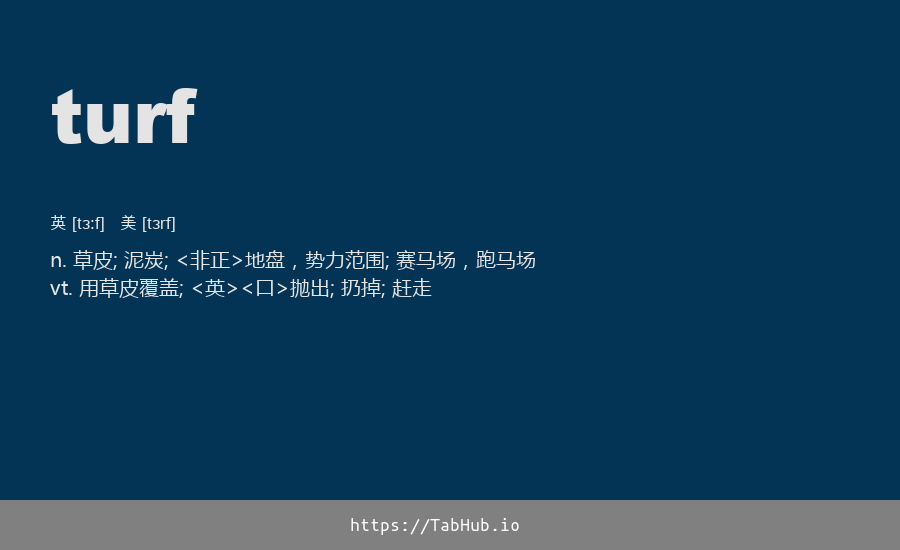 turf
英 [tɜ:f] 美 [tɜrf]
n. 草皮; 泥炭; <非正>地盘，势力范围; 赛马场，跑马场
vt. 用草皮覆盖; <英><口>抛出; 扔掉; 赶走
https://TabHub.io